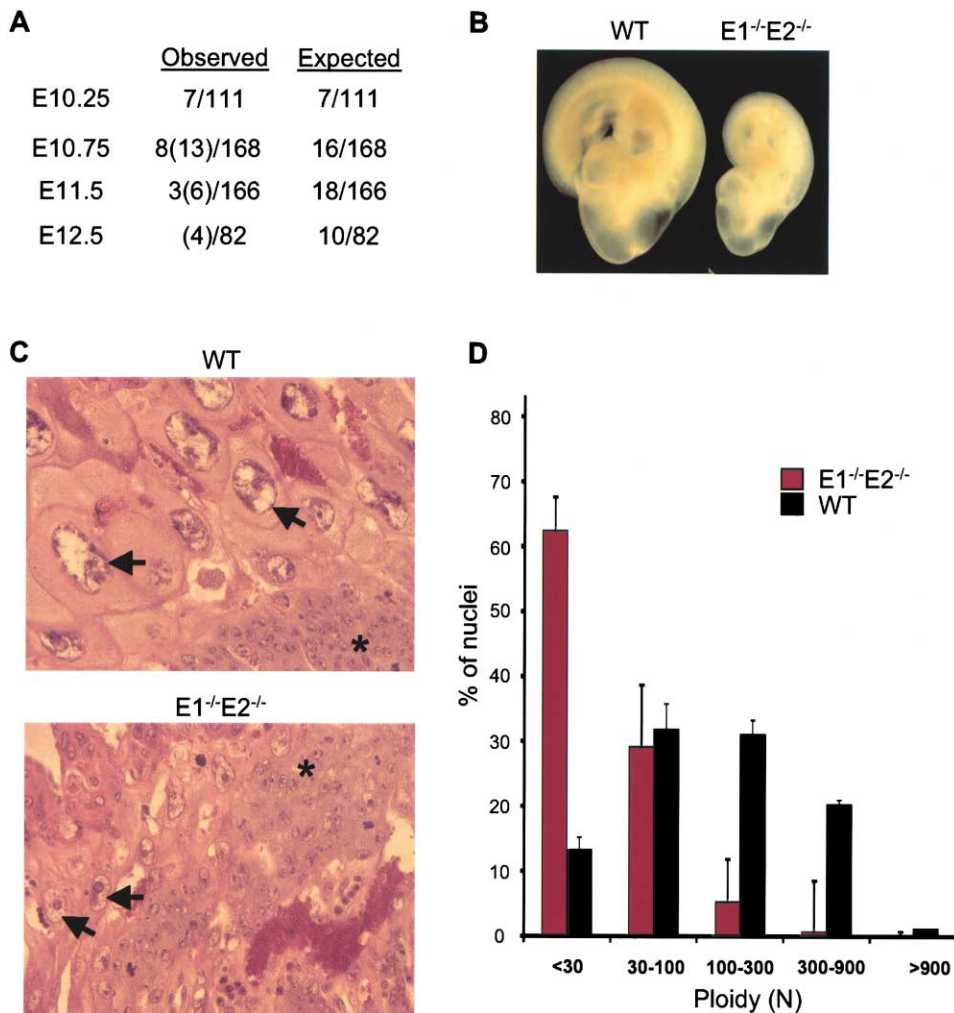 A
Observed Expected
E10.25 7/111 7/111
E10.75 8(13)/168 16/168
E11.5 3(6)/166 18/166
E12.5 (4)/82 10/82
B
WT E1⁻/⁻E2⁻/⁻
C
WT
*
E1⁻/⁻E2⁻/⁻
*
D
80
70
60
50
40
30
20
10
0
% of nuclei
E1⁻/⁻E2⁻/⁻
WT
<30 30-100 100-300 300-900 >900
Ploidy (N)